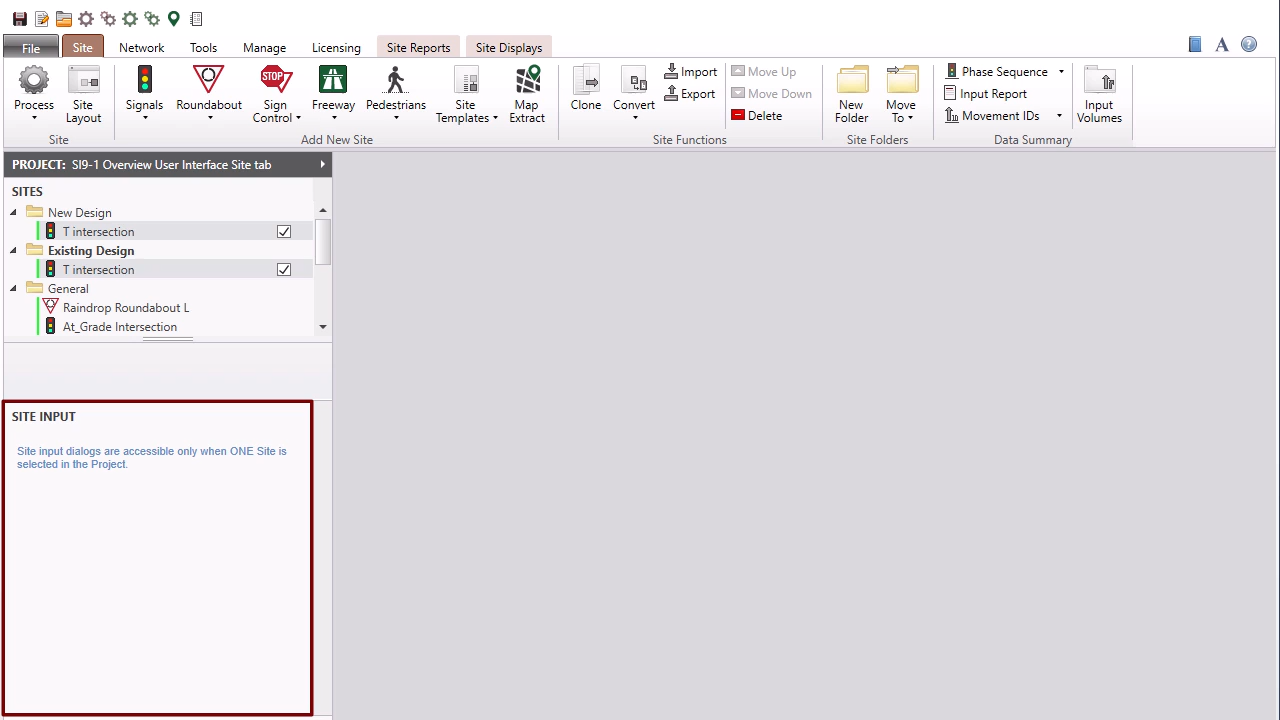 File Site Network Tools Manage Licensing Site Reports Site Displays
Process
Site Layout
Site
Signals
Roundabout
STOP
Sign Control
Freeway
Pedestrians
Site Templates
Map Extract
Add New Site
Clone
Convert
Import
Export
Move Up
Move Down
Delete
Site Functions
New Folder
Move To
Site Folders
Phase Sequence
Input Report
Movement IDs
Input Volumes
Data Summary
PROJECT: SI9-1 Overview User Interface Site tab
SITES
New Design
T intersection
Existing Design
T intersection
General
Raindrop Roundabout L
At_Grade Intersection
SITE INPUT
Site input dialogs are accessible only when ONE Site is
selected in the Project.